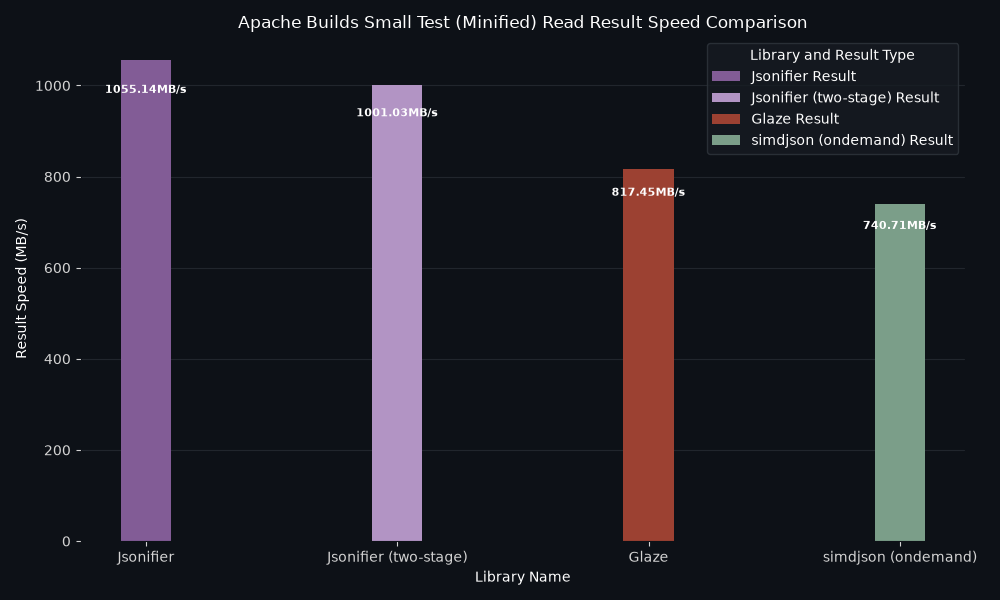 Apache Builds Small Test (Minified) Read Result Speed Comparison
Library and Result Type
Jsonifier Result
Jsonifier (two-stage) Result
Glaze Result
simdjson (ondemand) Result
1055.14MB/s
1001.03MB/s
817.45MB/s
740.71MB/s
Result Speed (MB/s)
1000
800
600
400
200
0
Jsonifier
Jsonifier (two-stage)
Glaze
simdjson (ondemand)
Library Name